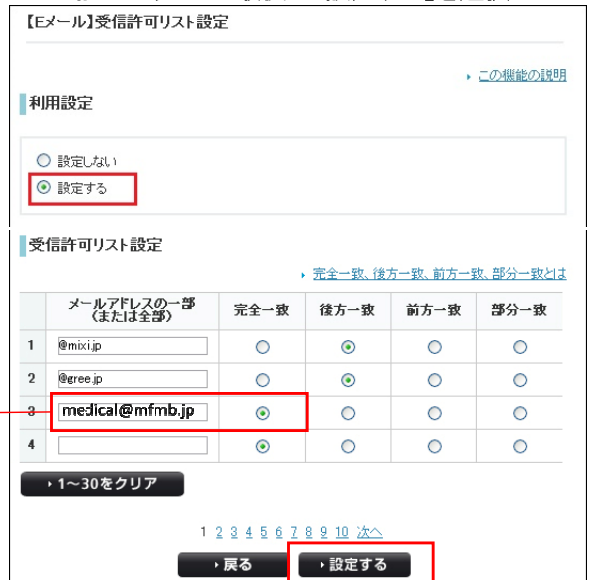 【Eメール】受信許可リスト設定
この機能の説明
利用設定
設定しない
設定する
受信許可リスト設定
完全一致、後方一致、前方一致、部分一致とは
メールアドレスの一部
(または全部)
完全一致 後方一致 前方一致 部分一致
1 @mixi.jp
2 @gree.jp
3 medical@mfmb.jp
4
1~30をクリア
1 2 3 4 5 6 7 8 9 10 次へ
戻る 設定する